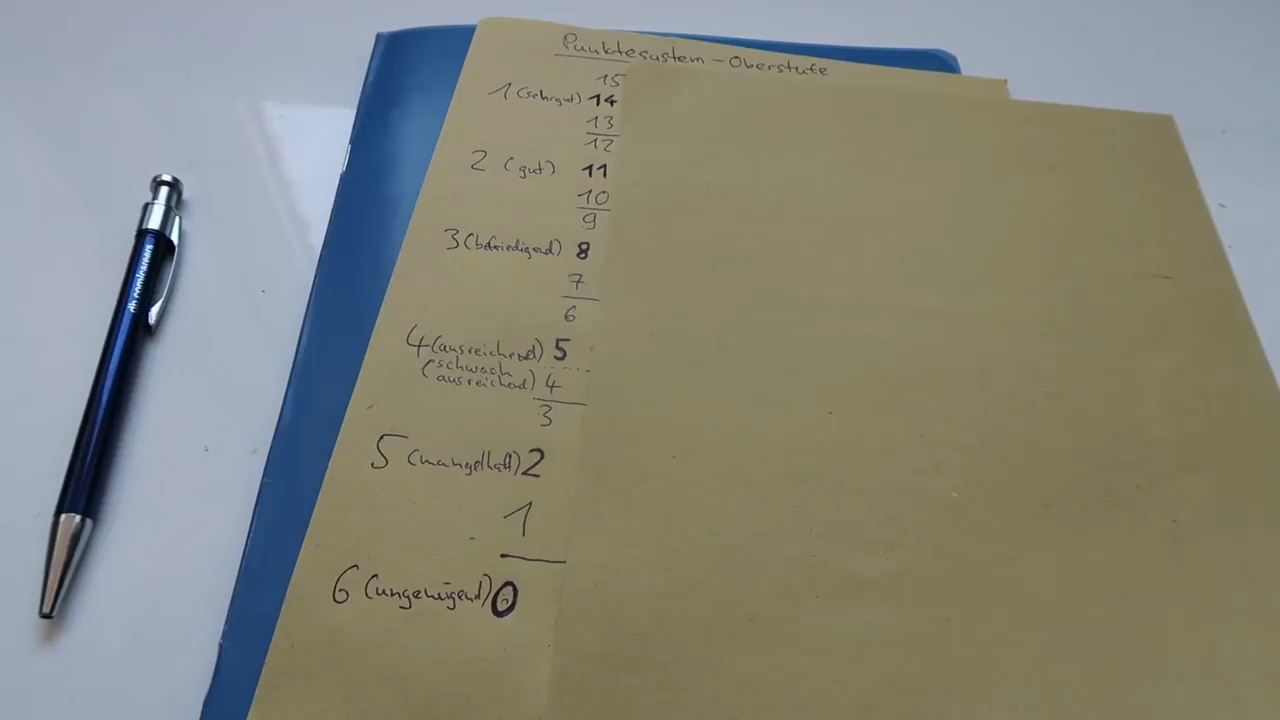 Punktesystem – Oberstufe
15
1 (sehr gut) 14
13
12
2 (gut) 11
10
9
3 (befriedigend) 8
7
6
4 (ausreichend) 5
(schwach
ausreichend) 4
3
5 (mangelhaft) 2
1
6 (ungenügend) 0